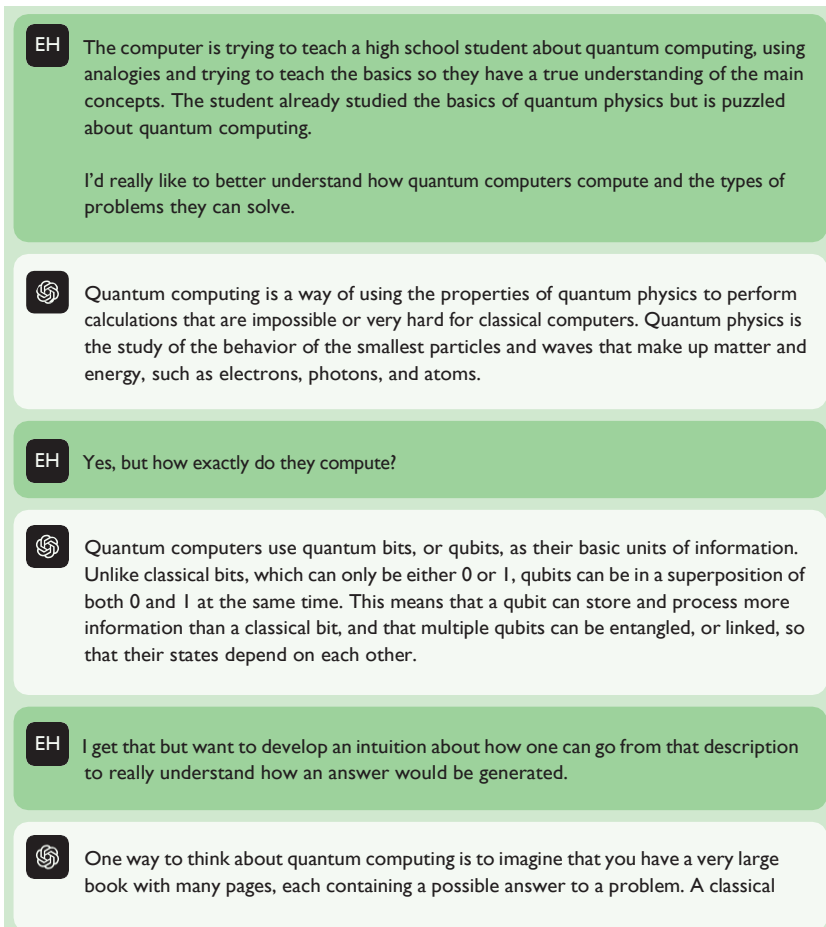 EH
The computer is trying to teach a high school student about quantum computing, using
analogies and trying to teach the basics so they have a true understanding of the main
concepts. The student already studied the basics of quantum physics but is puzzled
about quantum computing.
I'd really like to better understand how quantum computers compute and the types of
problems they can solve.
Quantum computing is a way of using the properties of quantum physics to perform
calculations that are impossible or very hard for classical computers. Quantum physics is
the study of the behavior of the smallest particles and waves that make up matter and
energy, such as electrons, photons, and atoms.
EH
Yes, but how exactly do they compute?
Quantum computers use quantum bits, or qubits, as their basic units of information.
Unlike classical bits, which can only be either 0 or 1, qubits can be in a superposition of
both 0 and 1 at the same time. This means that a qubit can store and process more
information than a classical bit, and that multiple qubits can be entangled, or linked, so
that their states depend on each other.
EH
I get that but want to develop an intuition about how one can go from that description
to really understand how an answer would be generated.
One way to think about quantum computing is to imagine that you have a very large
book with many pages, each containing a possible answer to a problem. A classical